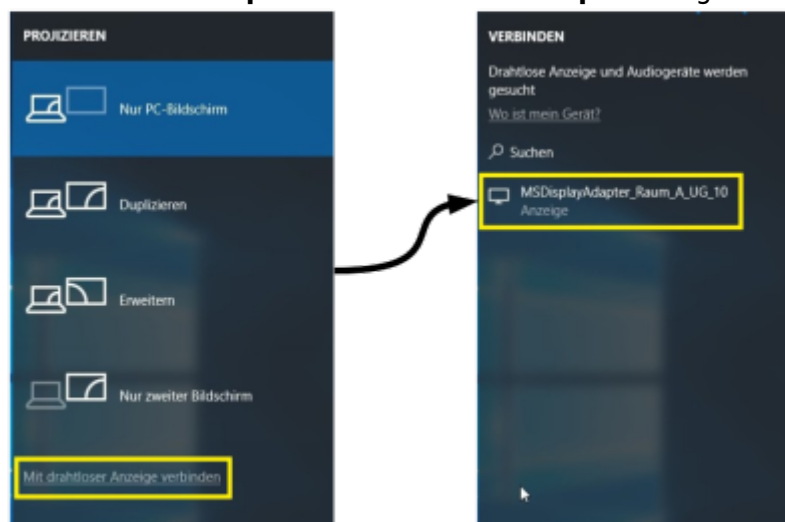 PROJIZIEREN
Nur PC-Bildschirm
Duplizieren
Erweitern
Nur zweiter Bildschirm
Mit drahtloser Anzeige verbinden
VERBINDEN
Drahtlose Anzeige und Audiogeräte werden
gesucht
Wo ist mein Gerät?
Suchen
MSDisplayAdapter_Raum_A_UG_10
Anzeige